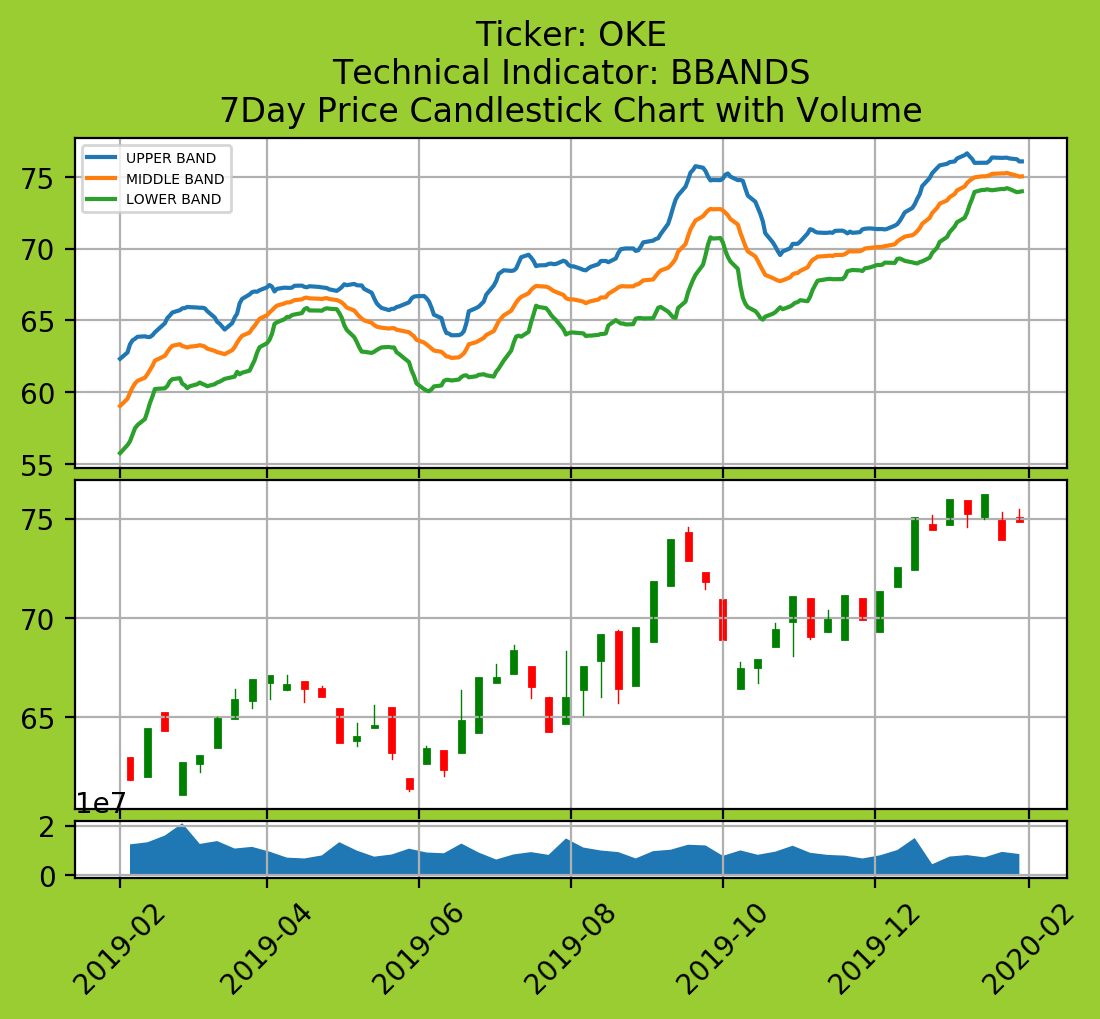 Ticker: OKE
Technical Indicator: BBANDS
7Day Price Candlestick Chart with Volume
UPPER BAND
MIDDLE BAND
LOWER BAND
75
70
65
60
55
75
70
65
1e7
2
0
2019-02
2019-04
2019-06
2019-08
2019-10
2019-12
2020-02